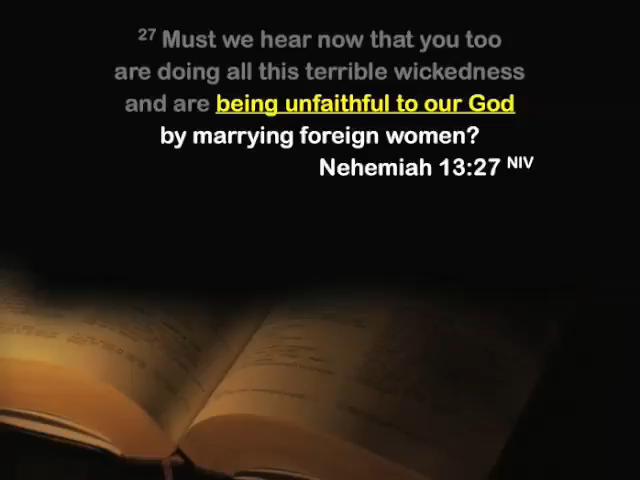 27 Must we hear now that you too
are doing all this terrible wickedness
and are being unfaithful to our God
by marrying foreign women?
Nehemiah 13:27 NIV